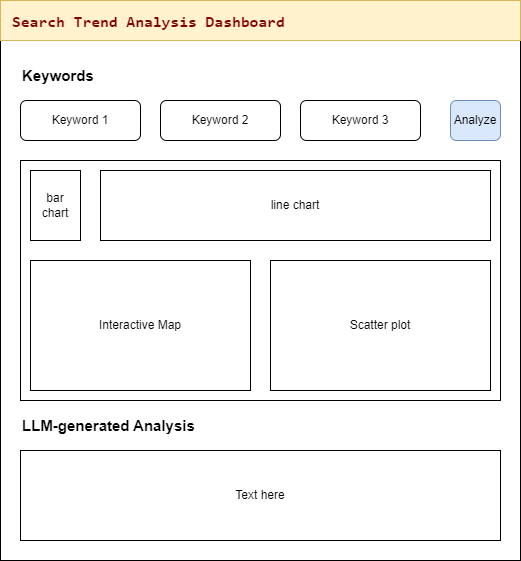 Search Trend Analysis Dashboard
Keywords
Keyword 1
Keyword 2
Keyword 3
Analyze
bar
chart
line chart
Interactive Map
Scatter plot
LLM-generated Analysis
Text here